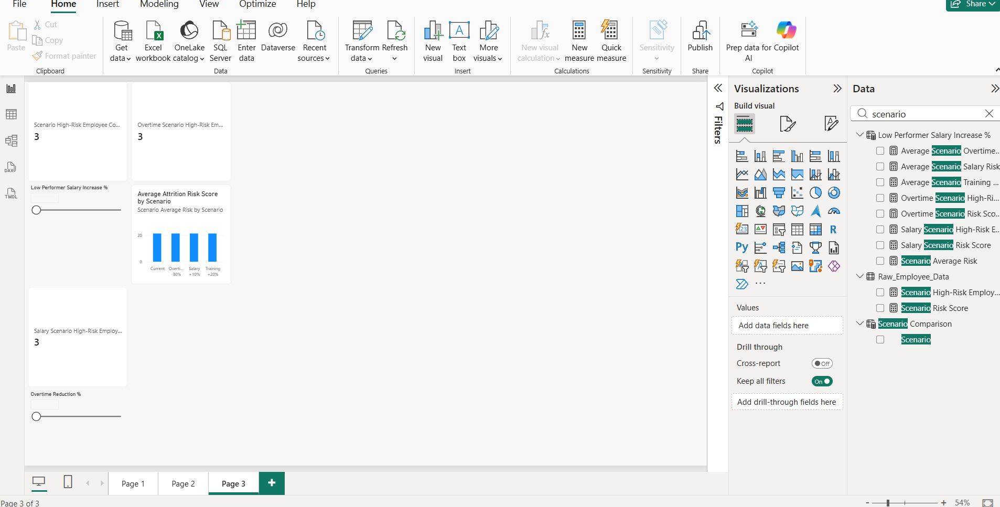 File Home Insert Modeling View Optimize Help Share
Paste
Cut
Copy
Format painter
Clipboard
Get data
Excel workbook
OneLake catalog
SQL Server
Enter data
Dataverse
Recent sources
Data
Transform data
Refresh
Queries
New visual
Text box
More visuals
Insert
New visual calculation
New measure
Quick measure
Calculations
Sensitivity
Sensitivity
Publish
Share
Prep data for AI
Copilot
Copilot
DAX
TMDL
Scenario High-Risk Employee Co...
3
Overtime Scenario High-Risk Em...
3
Low Performer Salary Increase %
Average Attrition Risk Score
by Scenario
Scenario Average Risk by Scenario
20
0
Current
Overti...
-30%
Salary
+10%
Training
+20%
Salary Scenario High-Risk Employ...
3
Overtime Reduction %
Filters
Visualizations
Build visual
123
R
Py
...
Values
Add data fields here
Drill through
Cross-report Off
Keep all filters On
Add drill-through fields here
Data
scenario
Low Performer Salary Increase %
Average Scenario Overtime...
Average Scenario Salary Risk
Average Scenario Training ...
Overtime Scenario High-Ri...
Overtime Scenario Risk Sco...
Salary Scenario High-Risk E...
Salary Scenario Risk Score
Scenario Average Risk
Raw_Employee_Data
Scenario High-Risk Employ...
Scenario Risk Score
Scenario Comparison
Scenario
Page 1 Page 2 Page 3 +
Page 3 of 3
- + 54%